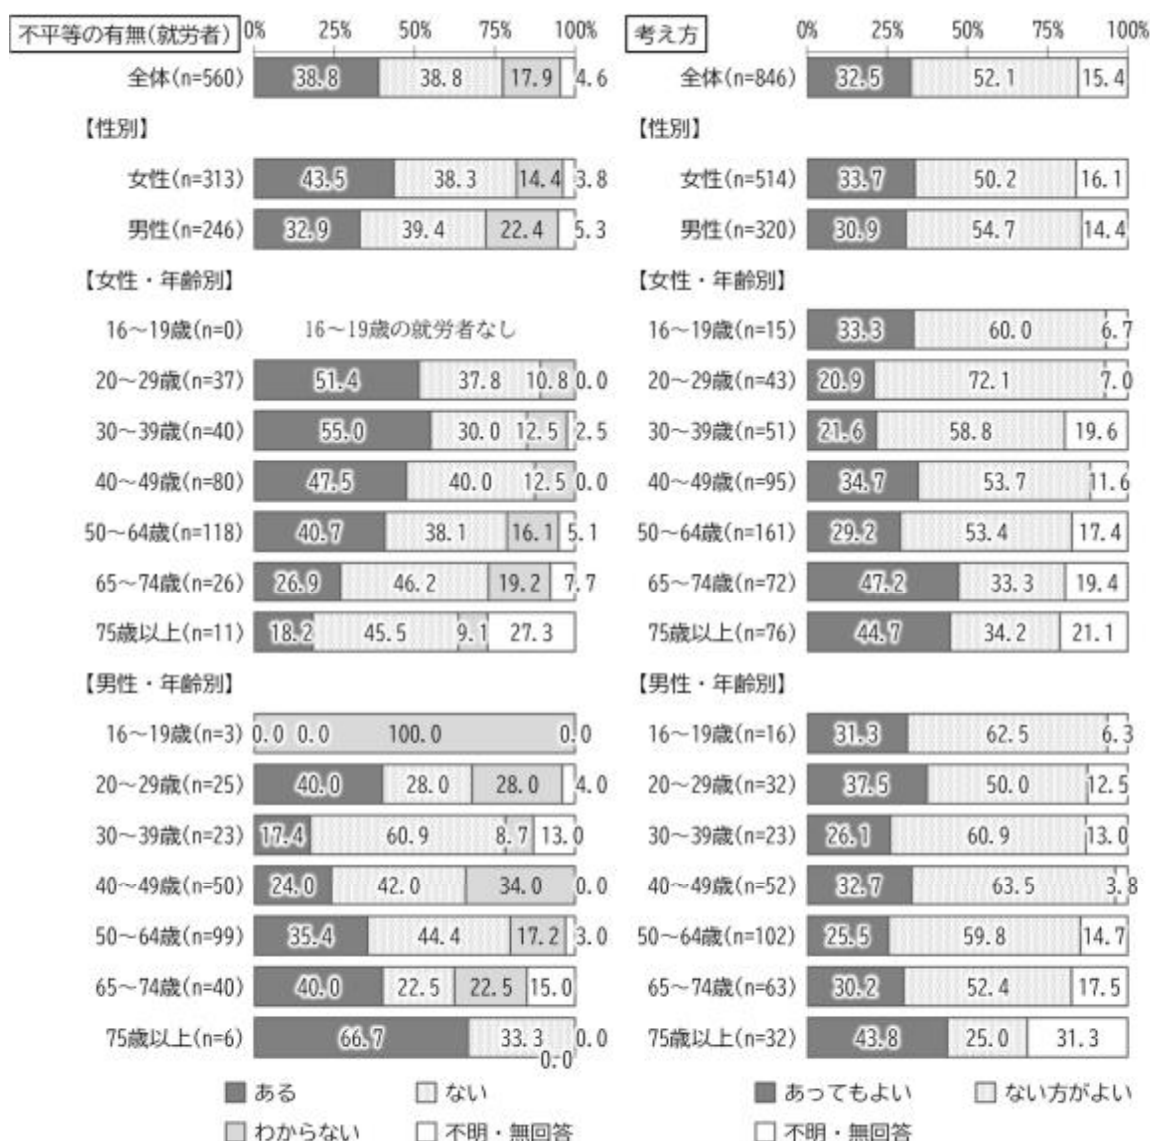 不平等の有無(就労者)
0% 25% 50% 75% 100%
全体(n=560) 38.8 38.8 17.9 4.6
【性別】
女性(n=313) 43.5 38.3 14.4 3.8
男性(n=246) 32.9 39.4 22.4 5.3
【女性・年齢別】
16～19歳(n=0) 16～19歳の就労者なし
20～29歳(n=37) 51.4 37.8 10.8 0.0
30～39歳(n=40) 55.0 30.0 12.5 2.5
40～49歳(n=80) 47.5 40.0 12.5 0.0
50～64歳(n=118) 40.7 38.1 16.1 5.1
65～74歳(n=26) 26.9 46.2 19.2 7.7
75歳以上(n=11) 18.2 45.5 9.1 27.3
【男性・年齢別】
16～19歳(n=3) 0.0 0.0 100.0 0.0
20～29歳(n=25) 40.0 28.0 28.0 4.0
30～39歳(n=23) 17.4 60.9 8.7 13.0
40～49歳(n=50) 24.0 42.0 34.0 0.0
50～64歳(n=99) 35.4 44.4 17.2 3.0
65～74歳(n=40) 40.0 22.5 22.5 15.0
75歳以上(n=6) 66.7 33.3 0.0 0.0
ある ない
わからない 不明・無回答
考え方
0% 25% 50% 75% 100%
全体(n=846) 32.5 52.1 15.4
【性別】
女性(n=514) 33.7 50.2 16.1
男性(n=320) 30.9 54.7 14.4
【女性・年齢別】
16～19歳(n=15) 33.3 60.0 6.7
20～29歳(n=43) 20.9 72.1 7.0
30～39歳(n=51) 21.6 58.8 19.6
40～49歳(n=95) 34.7 53.7 11.6
50～64歳(n=161) 29.2 53.4 17.4
65～74歳(n=72) 47.2 33.3 19.4
75歳以上(n=76) 44.7 34.2 21.1
【男性・年齢別】
16～19歳(n=16) 31.3 62.5 6.3
20～29歳(n=32) 37.5 50.0 12.5
30～39歳(n=23) 26.1 60.9 13.0
40～49歳(n=52) 32.7 63.5 3.8
50～64歳(n=102) 25.5 59.8 14.7
65～74歳(n=63) 30.2 52.4 17.5
75歳以上(n=32) 43.8 25.0 31.3
あってもよい ない方がよい
不明・無回答